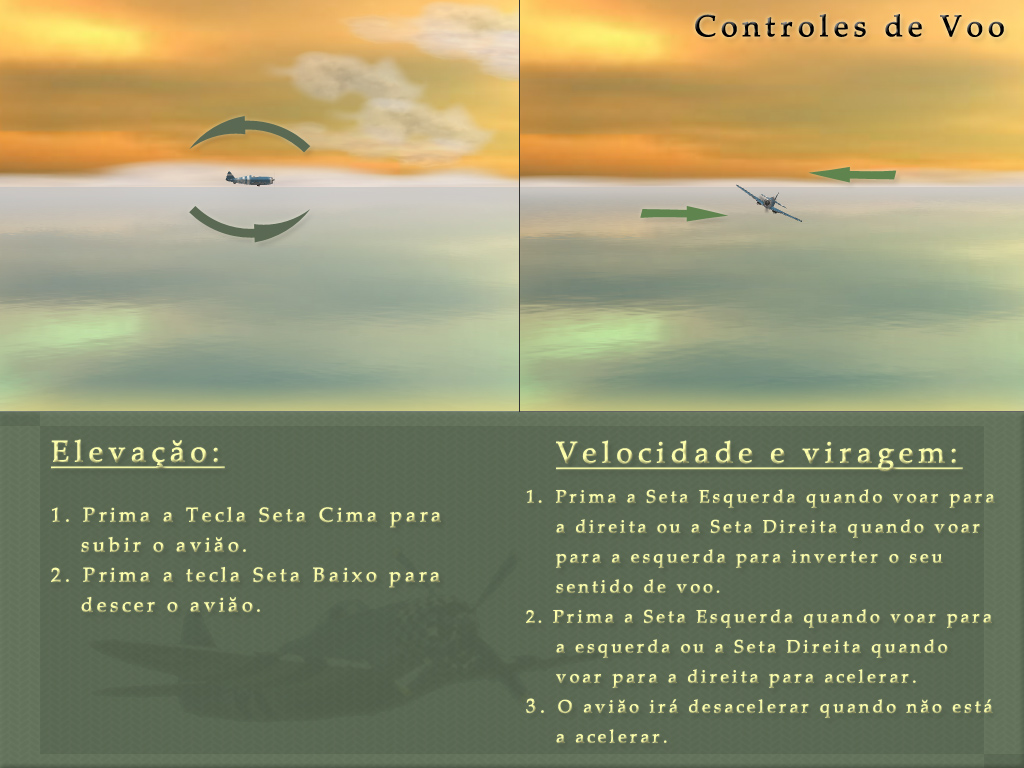 Controles de Voo
Elevação:
1. Prima a Tecla Seta Cima para
subir o avião.
2. Prima a tecla Seta Baixo para
descer o avião.
Velocidade e viragem:
1. Prima a Seta Esquerda quando voar para
a direita ou a Seta Direita quando voar
para a esquerda para inverter o seu
sentido de voo.
2. Prima a Seta Esquerda quando voar para
a esquerda ou a Seta Direita quando
voar para a direita para acelerar.
3. O avião irá desacelerar quando não está
a acelerar.